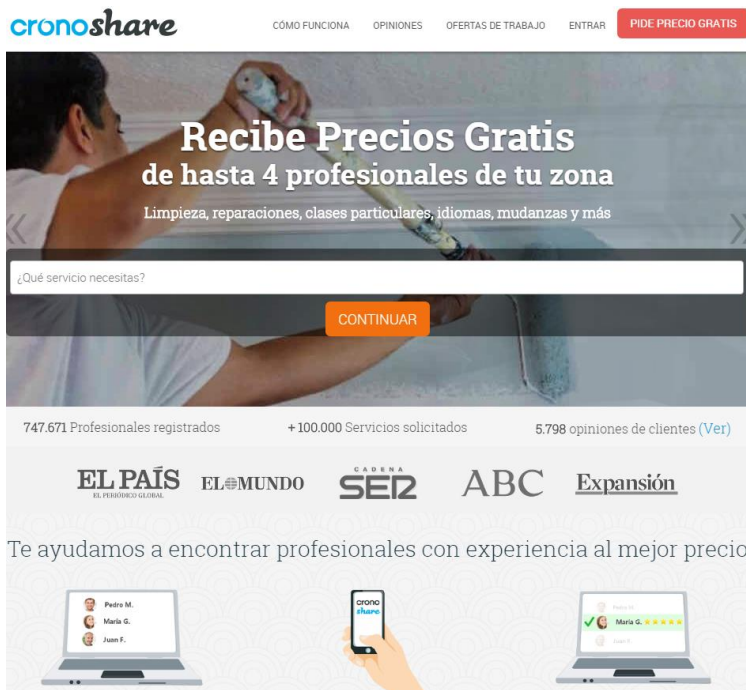 cronoshare
CÓMO FUNCIONA
OPINIONES
OFERTAS DE TRABAJO
ENTRAR
PIDE PRECIO GRATIS
Recibe Precios Gratis
de hasta 4 profesionales de tu zona
Limpieza, reparaciones, clases particulares, idiomas, mudanzas y más
¿Qué servicio necesitas?
CONTINUAR
747.671 Profesionales registrados
+100.000 Servicios solicitados
5.798 opiniones de clientes (Ver)
EL PAÍS
EL PERIÓDICO GLOBAL
EL MUNDO
CADENA
SER
ABC
Expansión
Te ayudamos a encontrar profesionales con experiencia al mejor precio
Pedro M.
María G.
Juan F.
crono
share
Pedro M.
María G.
Juan F.